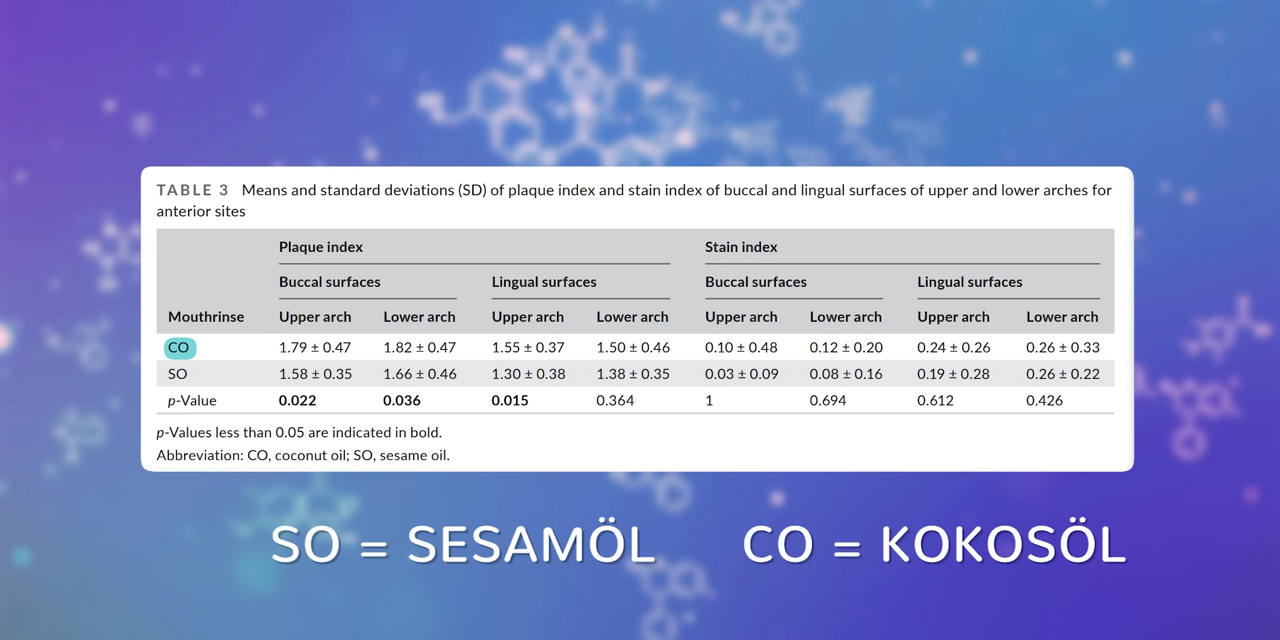 TABLE 3 Means and standard deviations (SD) of plaque index and stain index of buccal and lingual surfaces of upper and lower arches for
anterior sites
Plaque index Stain index
Buccal surfaces Lingual surfaces Buccal surfaces Lingual surfaces
Mouthrinse Upper arch Lower arch Upper arch Lower arch Upper arch Lower arch Upper arch Lower arch
CO 1.79 ± 0.47 1.82 ± 0.47 1.55 ± 0.37 1.50 ± 0.46 0.10 ± 0.48 0.12 ± 0.20 0.24 ± 0.26 0.26 ± 0.33
SO 1.58 ± 0.35 1.66 ± 0.46 1.30 ± 0.38 1.38 ± 0.35 0.03 ± 0.09 0.08 ± 0.16 0.19 ± 0.28 0.26 ± 0.22
p-Value 0.022 0.036 0.015 0.364 1 0.694 0.612 0.426
p-Values less than 0.05 are indicated in bold.
Abbreviation: CO, coconut oil; SO, sesame oil.
SO = SESAMÖL CO = KOKOSÖL